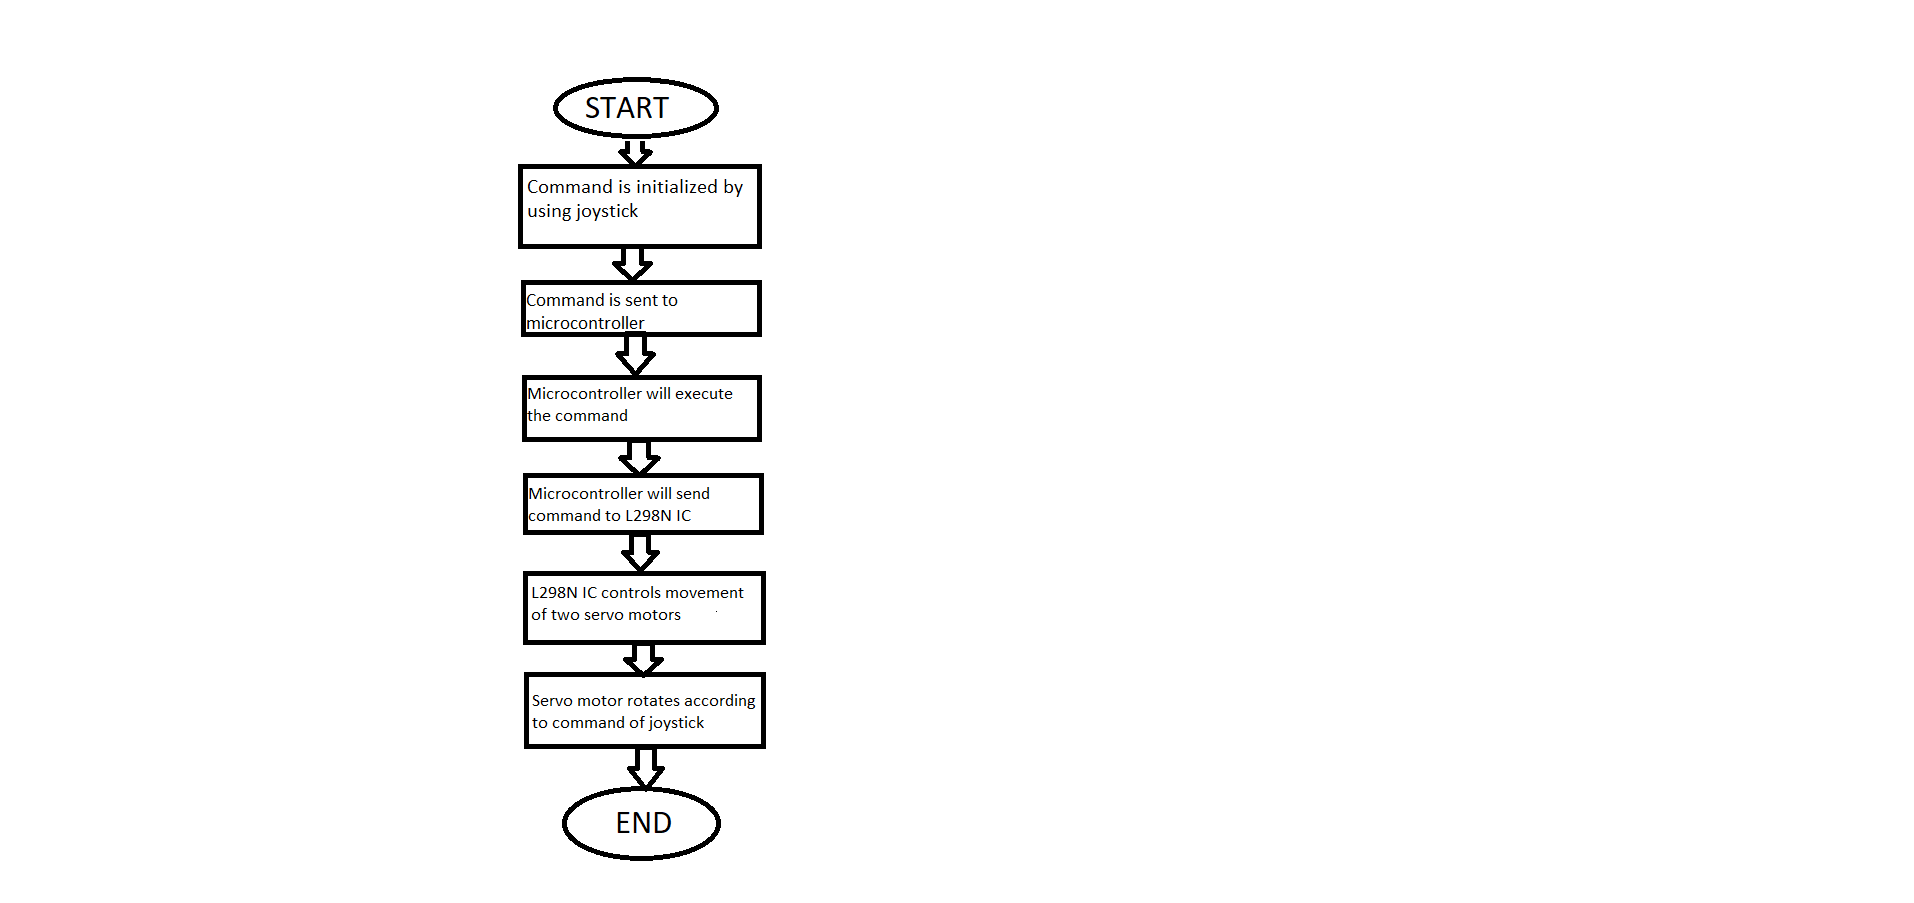 START
Command is initialized by
using joystick
Command is sent to
microcontroller
Microcontroller will execute
the command
Microcontroller will send
command to L298N IC
L298N IC controls movement
of two servo motors
Servo motor rotates according
to command of joystick
END